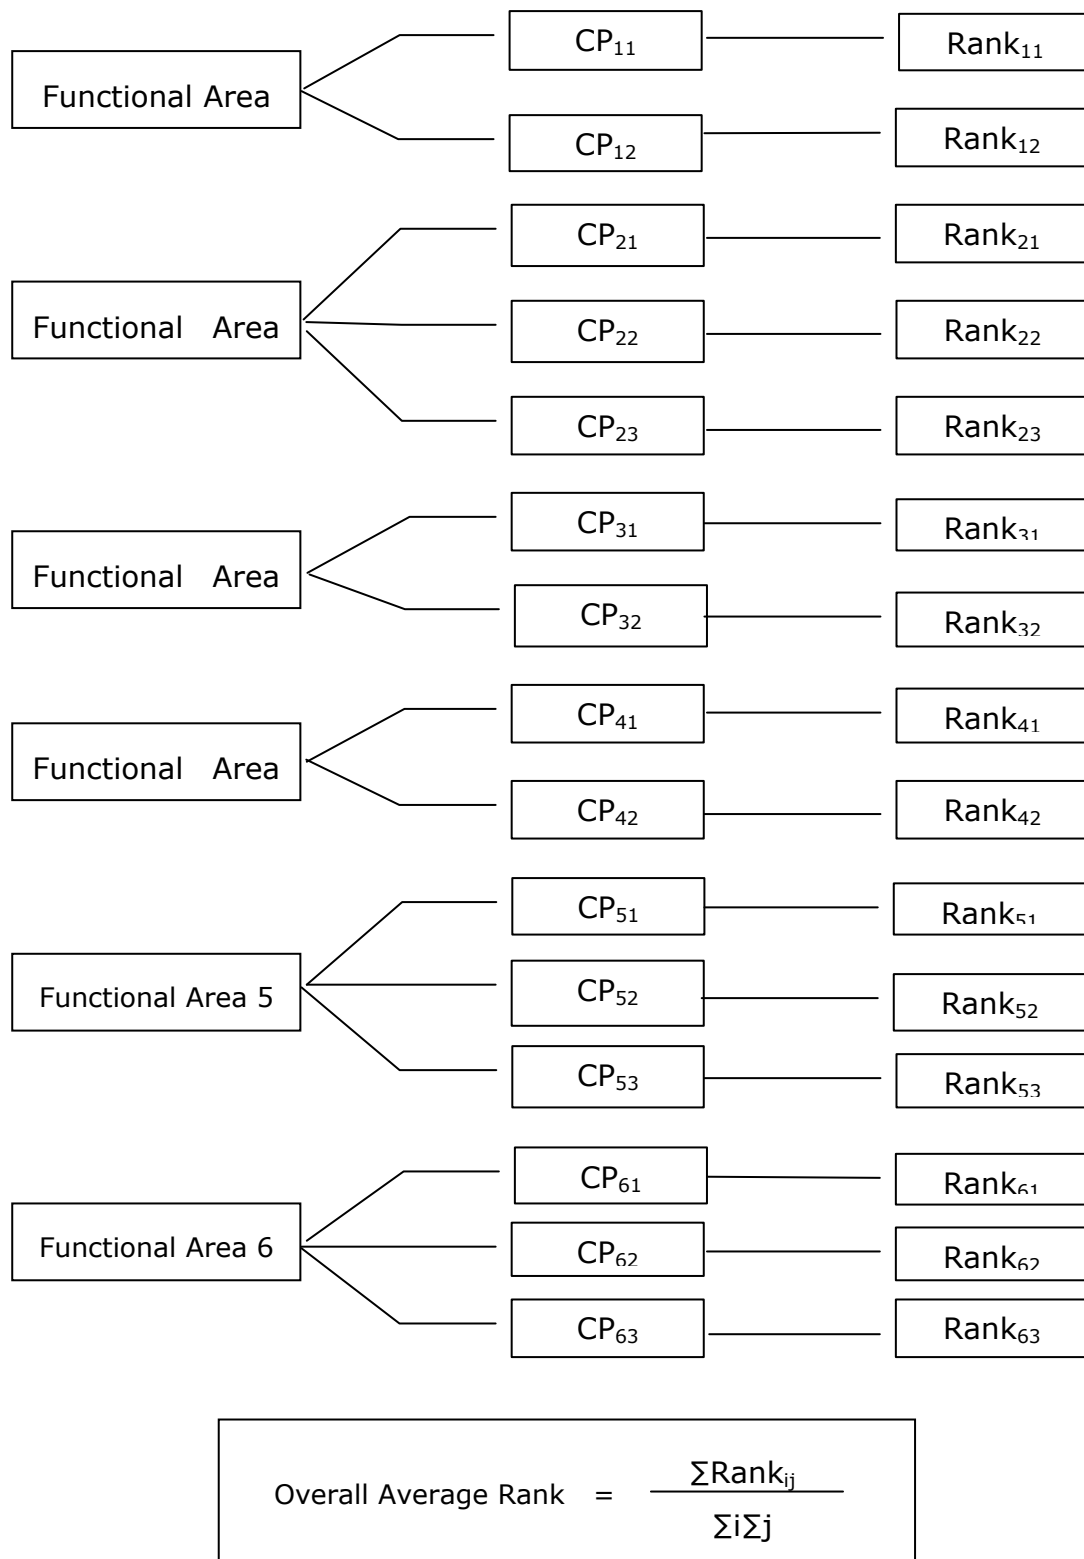 Functional Area
CP₁₁
Rank₁₁
CP₁₂
Rank₁₂
Functional Area
CP₂₁
Rank₂₁
CP₂₂
Rank₂₂
CP₂₃
Rank₂₃
Functional Area
CP₃₁
Rank₃₁
CP₃₂
Rank₃₂
Functional Area
CP₄₁
Rank₄₁
CP₄₂
Rank₄₂
Functional Area 5
CP₅₁
Rank₅₁
CP₅₂
Rank₅₂
CP₅₃
Rank₅₃
Functional Area 6
CP₆₁
Rank₆₁
CP₆₂
Rank₆₂
CP₆₃
Rank₆₃
Overall Average Rank =
∑Rankᵢⱼ
∑i∑j